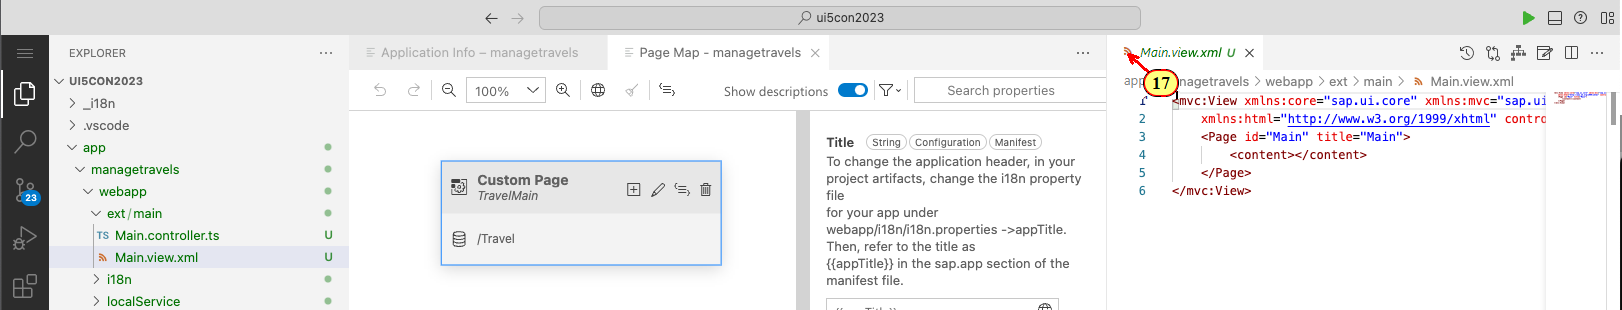 ui5con2023
EXPLORER
UI5CON2023
_i18n
.vscode
app
managetravels
webapp
ext/main
TS Main.controller.ts U
Main.view.xml U
i18n
localService
23
Application Info – managetravels
Page Map - managetravels
100%
Show descriptions
Search properties
Custom Page
TravelMain
/Travel
Title String Configuration Manifest
To change the application header, in your
project artifacts, change the i18n property
file
for your app under
webapp/i18n/i18n.properties ->appTitle.
Then, refer to the title as
{{appTitle}} in the sap.app section of the
manifest file.
Main.view.xml U
17
app managetravels > webapp > ext > main > Main.view.xml
1 <mvc:View xmlns:core="sap.ui.core" xmlns:mvc="sap.ui
2 xmlns:html="http://www.w3.org/1999/xhtml" contro
3 <Page id="Main" title="Main">
4 <content></content>
5 </Page>
6 </mvc:View>